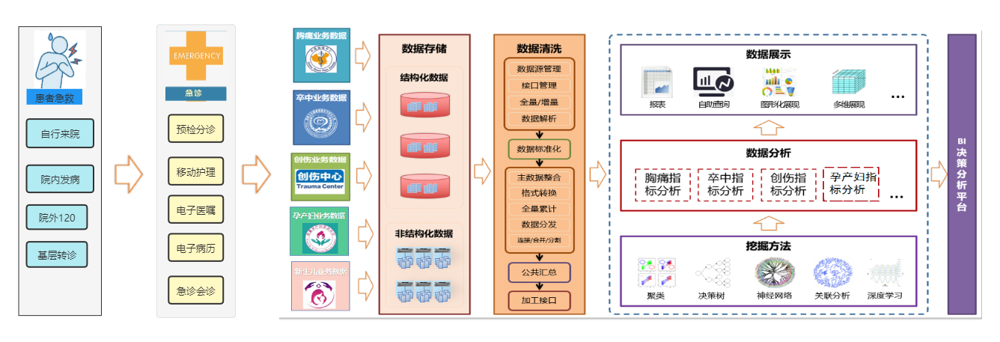 患者急救
自行来院
院内发病
院外120
基层转诊
EMERGENCY
急诊
预检分诊
移动护理
电子医嘱
电子病历
急诊会诊
胸痛业务数据
卒中业务数据
创伤业务数据
创伤中心
Trauma Center
孕产妇业务数据
新生儿业务数据
数据存储
结构化数据
非结构化数据
数据清洗
数据源管理
接口管理
全量/增量
数据解析
数据标准化
主数据整合
格式转换
全量累计
数据分发
连接/合并/分割
公共汇总
加工接口
数据展示
报表
自助查询
图形化展现
多维展现
...
数据分析
胸痛指
标分析
卒中指
标分析
创伤指
标分析
孕产妇指
标分析
...
挖掘方法
聚类
决策树
神经网络
关联分析
深度学习
BI
决策分析平台